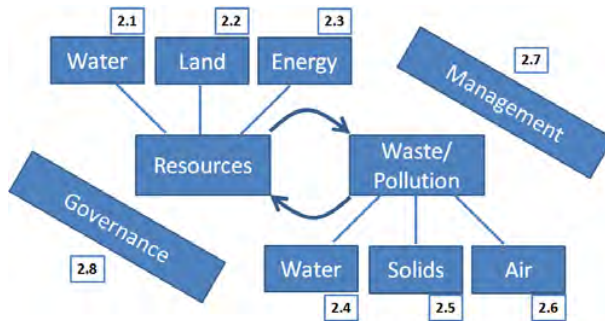 2.1
2.2
2.3
Water
Land
Energy
2.7
Management
Resources
Waste/
Pollution
Governance
2.8
Water
Solids
Air
2.4
2.5
2.6